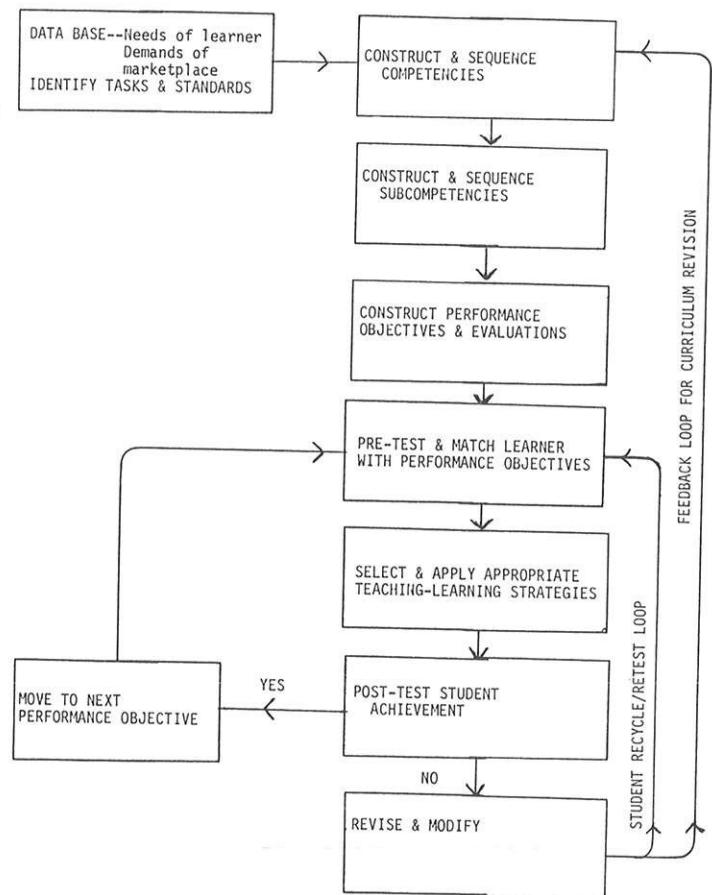 DATA BASE--Needs of learner
Demands of
marketplace
IDENTIFY TASKS & STANDARDS
CONSTRUCT & SEQUENCE
COMPETENCIES
CONSTRUCT & SEQUENCE
SUBCOMPETENCIES
CONSTRUCT PERFORMANCE
OBJECTIVES & EVALUATIONS
PRE-TEST & MATCH LEARNER
WITH PERFORMANCE OBJECTIVES
SELECT & APPLY APPROPRIATE
TEACHING-LEARNING STRATEGIES
POST-TEST STUDENT
ACHIEVEMENT
YES
MOVE TO NEXT
PERFORMANCE OBJECTIVE
NO
REVISE & MODIFY
STUDENT RECYCLE/RETEST LOOP
FEEDBACK LOOP FOR CURRICULUM REVISION